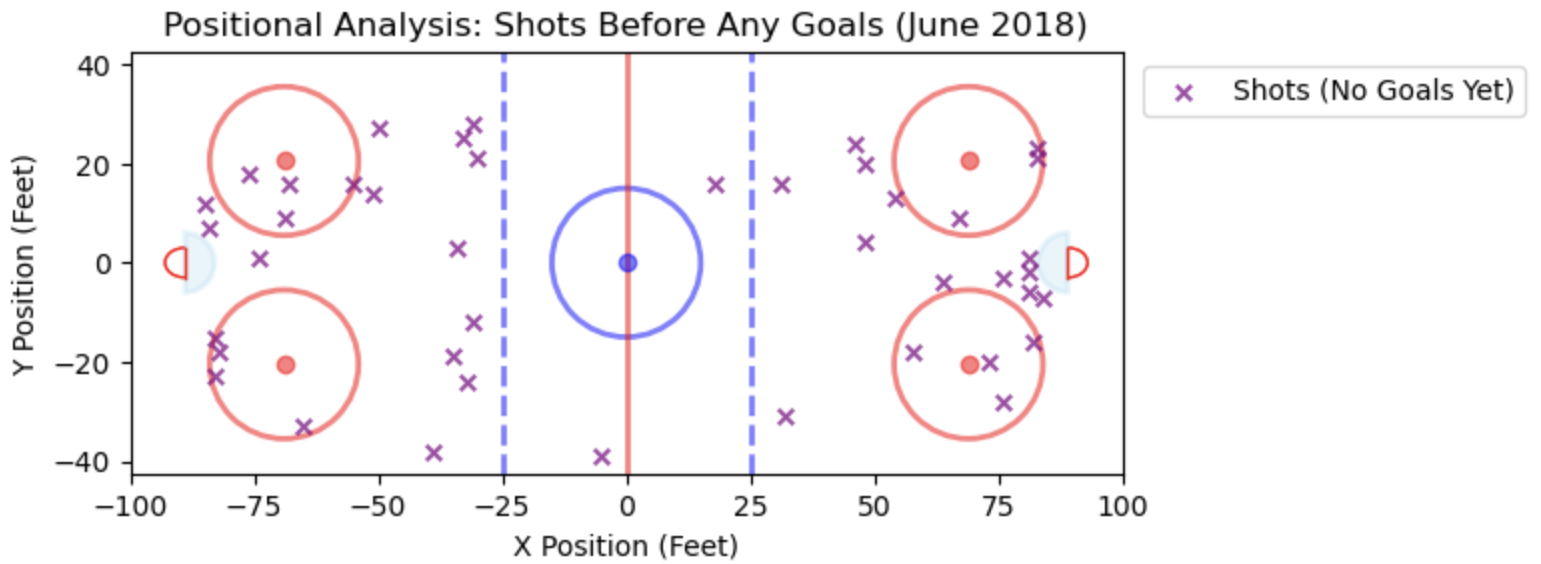 Positional Analysis: Shots Before Any Goals (June 2018)
Shots (No Goals Yet)
Y Position (Feet)
40
20
0
−20
−40
−100 −75 −50 −25 0 25 50 75 100
X Position (Feet)